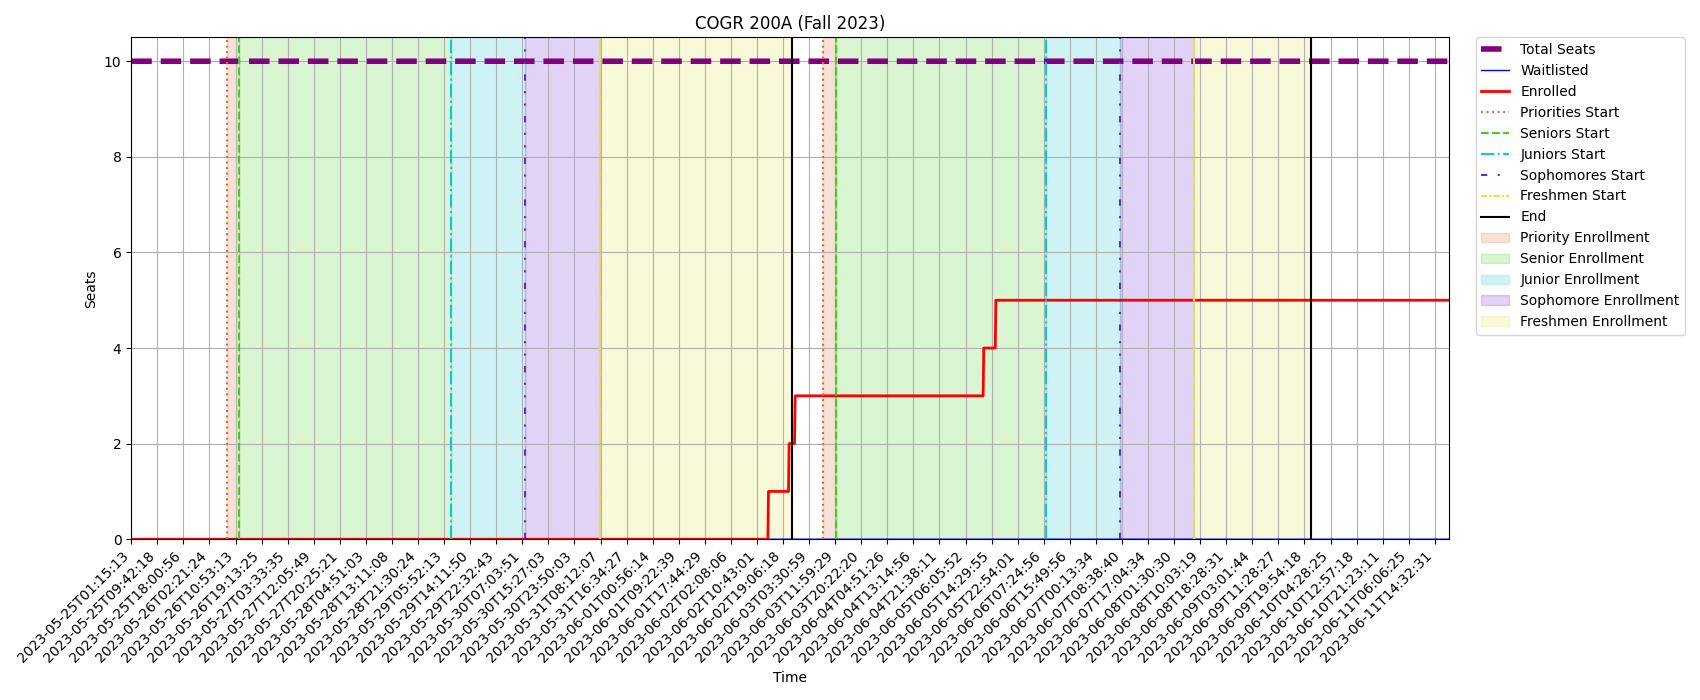 COGR 200A (Fall 2023)
10
8
6
4
2
0
Seats
Total Seats
Waitlisted
Enrolled
Priorities Start
Seniors Start
Juniors Start
Sophomores Start
Freshmen Start
End
Priority Enrollment
Senior Enrollment
Junior Enrollment
Sophomore Enrollment
Freshmen Enrollment
2023-05-25T01:15:13
2023-05-25T09:42:18
2023-05-25T18:00:56
2023-05-26T02:21:24
2023-05-26T10:53:13
2023-05-26T19:13:25
2023-05-27T03:33:35
2023-05-27T12:05:49
2023-05-27T20:25:21
2023-05-28T04:51:03
2023-05-28T13:11:08
2023-05-28T21:30:24
2023-05-29T05:52:13
2023-05-29T14:11:50
2023-05-29T22:32:43
2023-05-30T07:03:51
2023-05-30T15:27:03
2023-05-30T23:50:03
2023-05-31T08:12:07
2023-05-31T16:34:27
2023-06-01T00:56:14
2023-06-01T09:22:39
2023-06-01T17:44:29
2023-06-02T02:08:06
2023-06-02T10:43:01
2023-06-02T19:06:18
2023-06-03T03:30:59
2023-06-03T11:59:29
2023-06-03T20:22:20
2023-06-04T04:51:26
2023-06-04T13:14:56
2023-06-04T21:38:11
2023-06-05T06:05:52
2023-06-05T14:29:55
2023-06-05T22:54:01
2023-06-06T07:24:56
2023-06-06T15:49:56
2023-06-07T00:13:34
2023-06-07T08:38:40
2023-06-07T17:04:34
2023-06-08T01:30:30
2023-06-08T10:03:19
2023-06-08T18:28:31
2023-06-09T03:01:44
2023-06-09T11:28:27
2023-06-09T19:54:18
2023-06-10T04:28:25
2023-06-10T12:57:18
2023-06-10T21:23:11
2023-06-11T06:06:25
2023-06-11T14:32:31
Time